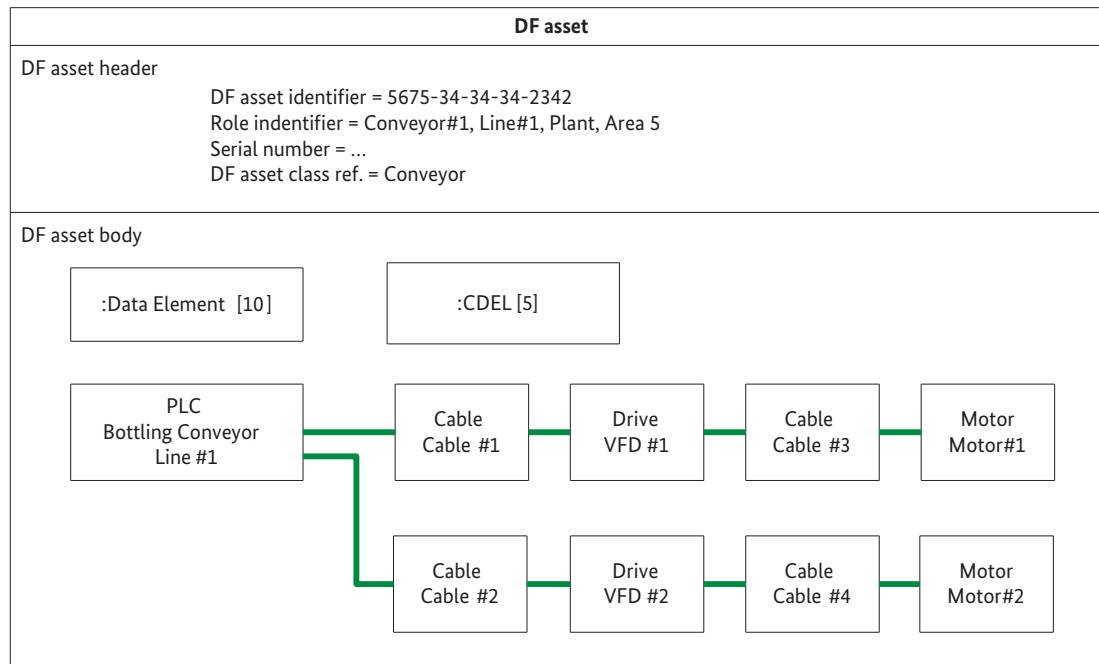 DF asset
DF asset header
DF asset identifier = 5675-34-34-34-2342
Role indentifier = Conveyor#1, Line#1, Plant, Area 5
Serial number = ...
DF asset class ref. = Conveyor
DF asset body
:Data Element [10]
:CDEL [5]
PLC
Bottling Conveyor
Line #1
Cable
Cable #1
Drive
VFD #1
Cable
Cable #3
Motor
Motor#1
Cable
Cable #2
Drive
VFD #2
Cable
Cable #4
Motor
Motor#2